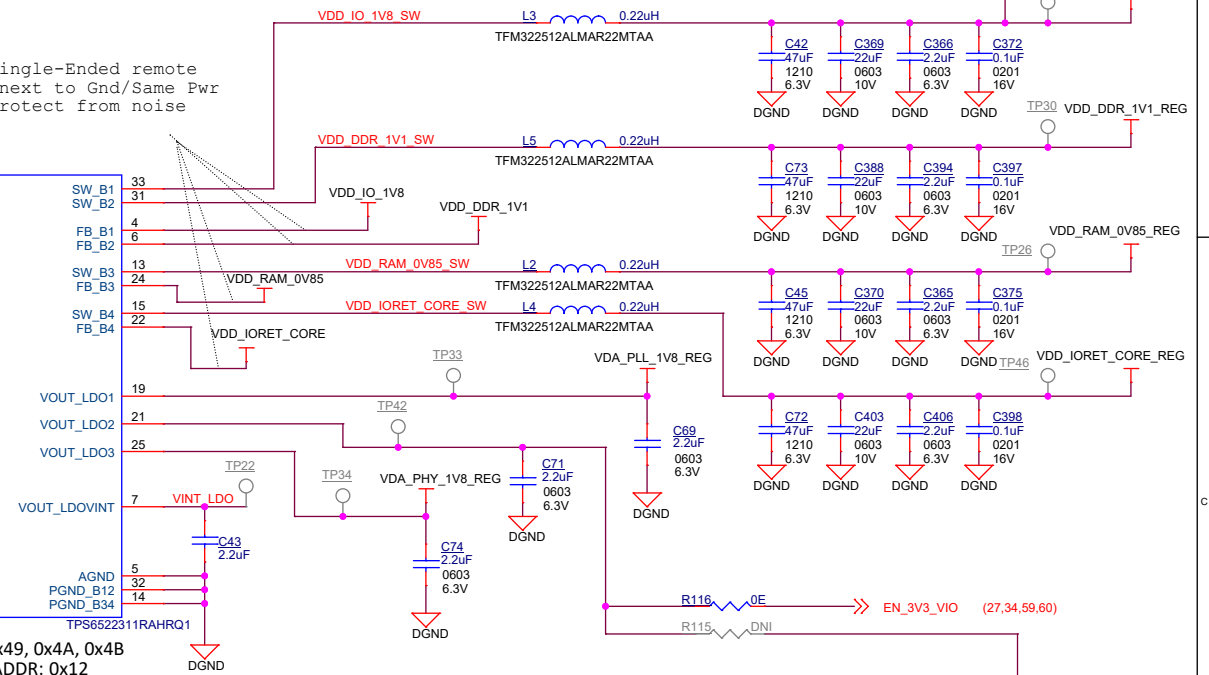 VDD_IO_1V8_SW
L3
0.22uH
TFM322512ALMAR22MTAA
C42
47uF
1210
6.3V
DGND
C369
22uF
0603
10V
DGND
C366
2.2uF
0603
6.3V
DGND
C372
0.1uF
0201
16V
DGND
ingle-Ended remote
next to Gnd/Same Pwr
rotect from noise
TP30
VDD_DDR_1V1_REG
VDD_DDR_1V1_SW
L5
0.22uH
TFM322512ALMAR22MTAA
C73
47uF
1210
6.3V
DGND
C388
22uF
0603
10V
DGND
C394
2.2uF
0603
6.3V
DGND
C397
0.1uF
0201
16V
DGND
SW_B1
33
SW_B2
31
VDD_IO_1V8
VDD_DDR_1V1
FB_B1
4
FB_B2
6
TP26
VDD_RAM_0V85_REG
SW_B3
13
VDD_RAM_0V85_SW
L2
0.22uH
TFM322512ALMAR22MTAA
FB_B3
24
VDD_RAM_0V85
C45
47uF
1210
6.3V
DGND
C370
22uF
0603
10V
DGND
C365
2.2uF
0603
6.3V
DGND
C375
0.1uF
0201
16V
DGND
SW_B4
15
VDD_IORET_CORE_SW
L4
0.22uH
TFM322512ALMAR22MTAA
FB_B4
22
VDD_IORET_CORE
TP46
VDD_IORET_CORE_REG
C72
47uF
1210
6.3V
DGND
C403
22uF
0603
10V
DGND
C406
2.2uF
0603
6.3V
DGND
C398
0.1uF
0201
16V
DGND
TP33
VDA_PLL_1V8_REG
VOUT_LDO1
19
TP42
VOUT_LDO2
21
C69
2.2uF
0603
6.3V
DGND
VOUT_LDO3
25
TP22
TP34
VDA_PHY_1V8_REG
C71
2.2uF
0603
6.3V
DGND
VOUT_LDOVINT
7
VINT_LDO
C43
2.2uF
C74
2.2uF
0603
6.3V
DGND
AGND
5
PGND_B12
32
PGND_B34
14
TPS6522311RAHRQ1
DGND
R116
0E
EN_3V3_VIO
(27,34,59,60)
R115
DNI
x49, 0x4A, 0x4B
ADDR: 0x12
C